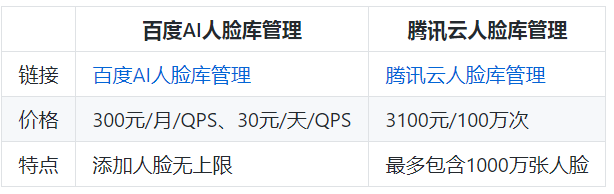 百度AI人脸库管理 腾讯云人脸库管理
链接 百度AI人脸库管理 腾讯云人脸库管理
价格 300元/月/QPS、30元/天/QPS 3100元/100万次
特点 添加人脸无上限 最多包含1000万张人脸